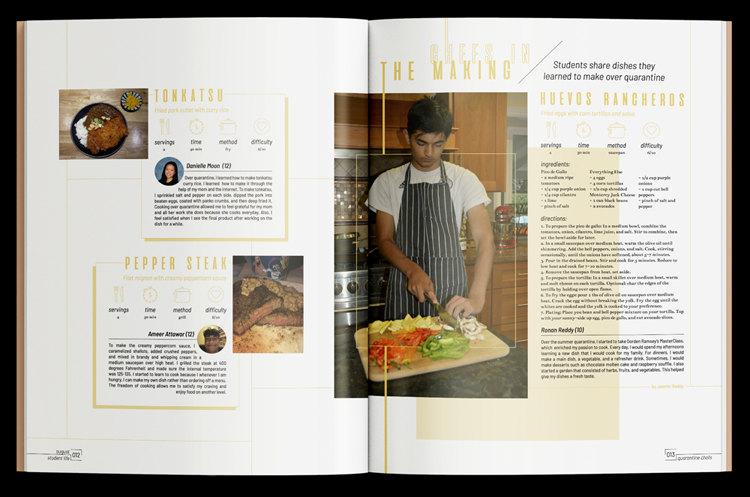 TONKATSU
Fried pork cutlet with curry rice
servings
time
method
difficulty
Danielle Moon (12)
Over quarantine, I learned how to make tonkatsu
curry rice. I learned how to make it through the
help of my mom and the internet. To make tonkatsu,
I sprinkled salt and pepper on each side, dipped the pork into
beaten eggs, coated with panko crumbs, and then deep fried it.
Cooking over quarantine allowed me to feel grateful for my mom
and all her work she does because she cooks everyday. Also, I
feel satisfied when I see the final product after working on the
dish for a while.
PEPPER STEAK
Filet mignon with creamy peppercorn sauce
servings
time
method
difficulty
grill
Ameer Attawar (12)
To make the creamy peppercorn sauce, I
caramelized shallots, added crushed peppers,
and mixed in brandy and whipping cream in a
medium saucepan over high heat. I grilled the steak at 400
degrees Fahrenheit and made sure the internal temperature
was 125-135. I started to learn to cook because I whenever I am
hungry, I can make my own dish rather than ordering off a menu.
The freedom of cooking allows me to satisfy my craving and
enjoy food on another level.
august
student life
012
CHEFS IN
THE MAKING
Students share dishes they
learned to make over quarantine
HUEVOS RANCHEROS
Fried eggs with corn tortillas and salsa
servings
time
method
difficulty
saucepan
ingredients:
Pico de Gallo
- 2 medium ripe
tomatoes
- 1/4 cup purple onion
- 1/4 cup cilantro
- 1 lime
- pinch of salt
Everything Else
- 4 eggs
- 4 corn tortillas
- 1/4 cup shredded
Monterey Jack Cheese
- 1 can black beans
- 2 avocados
- 1/2 cup purple
onions
- 1 cup cut bell
peppers
- pinch of salt and
pepper
directions:
1. To prepare the pico de gallo: In a medium bowl, combine the
tomatoes, onion, cilantro, lime juice, and salt. Stir to combine, then
set the bowl aside for later.
2. In a small saucepan over medium heat, warm the olive oil until
shimmering. Add the bell peppers, onions, and salt. Cook, stirring
occasionally, until the onions have softened, about 5-7 minutes.
3. Pour in the drained beans. Stir and cook for 5 minutes. Reduce to
low heat and cook for 7-10 minutes.
4. Remove the saucepan from heat, set aside.
5. To prepare the tortillas: In a small skillet over medium heat, warm
and melt cheese on each tortilla. Optional char the edges of the
tortilla by holding over open flame.
6. To fry the eggs: pour 1 tbs of olive oil on saucepan over medium
heat. Crack the egg without breaking the yolk. Fry the egg until the
whites are cooked and the yolk is cooked to your preference.
7. Plating: Place you bean and bell pepper mixture on your tortilla. Top
with your sunny-side up egg, pico de gallo, and cut avocado slices.
Ronan Reddy (10)
Over the summer quarantine, I started to take Gordon Ramsay's MasterClass,
which enriched my passion to cook. Every day, I would spend my afternoons
learning a new dish that I would cook for my family. For dinners, I would
make a main dish, a vegetable, and a refresher drink. Sometimes, I would
make desserts such as chocolate molten cake and raspberry souffle. I also
started a garden that consisted of herbs, fruits, and vegetables. This helped
give my dishes a fresh taste.
013
quarantine chefs